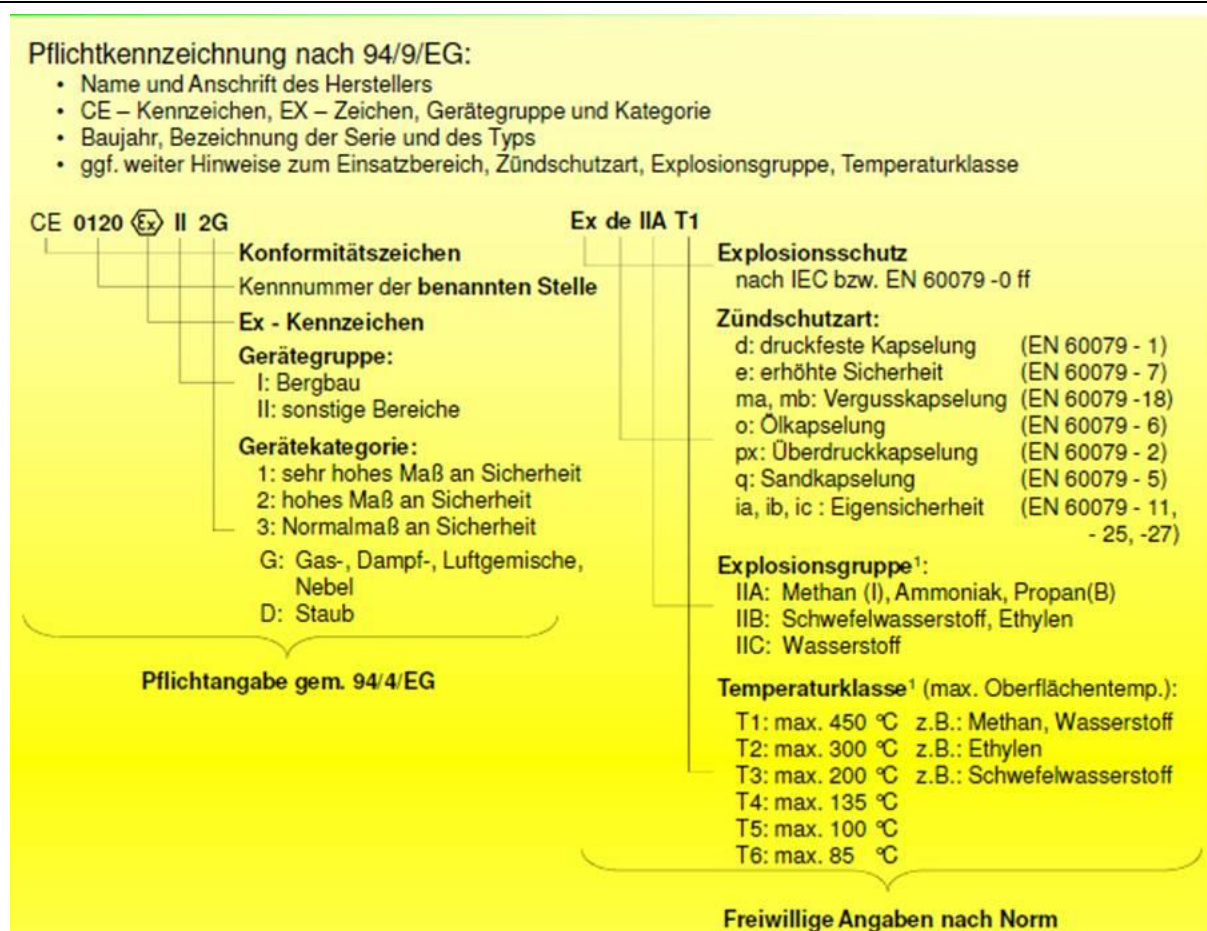 Pflichtkennzeichnung nach 94/9/EG:
• Name und Anschrift des Herstellers
• CE – Kennzeichen, EX – Zeichen, Gerätegruppe und Kategorie
• Baujahr, Bezeichnung der Serie und des Typs
• ggf. weiter Hinweise zum Einsatzbereich, Zündschutzart, Explosionsgruppe, Temperaturklasse
CE 0120 Ex II 2G
Konformitätszeichen
Kennnummer der benannten Stelle
Ex - Kennzeichen
Gerätegruppe:
I: Bergbau
II: sonstige Bereiche
Gerätekategorie:
1: sehr hohes Maß an Sicherheit
2: hohes Maß an Sicherheit
3: Normalmaß an Sicherheit
G: Gas-, Dampf-, Luftgemische,
Nebel
D: Staub
Pflichtangabe gem. 94/4/EG
Ex de IIA T1
Explosionsschutz
nach IEC bzw. EN 60079 -0 ff
Zündschutzart:
d: druckfeste Kapselung (EN 60079 - 1)
e: erhöhte Sicherheit (EN 60079 - 7)
ma, mb: Vergusskapselung (EN 60079 -18)
o: Ölkapselung (EN 60079 - 6)
px: Überdruckkapselung (EN 60079 - 2)
q: Sandkapselung (EN 60079 - 5)
ia, ib, ic : Eigensicherheit (EN 60079 - 11,
- 25, -27)
Explosionsgruppe¹:
IIA: Methan (I), Ammoniak, Propan(B)
IIB: Schwefelwasserstoff, Ethylen
IIC: Wasserstoff
Temperaturklasse¹ (max. Oberflächentemp.):
T1: max. 450 °C z.B.: Methan, Wasserstoff
T2: max. 300 °C z.B.: Ethylen
T3: max. 200 °C z.B.: Schwefelwasserstoff
T4: max. 135 °C
T5: max. 100 °C
T6: max. 85 °C
Freiwillige Angaben nach Norm